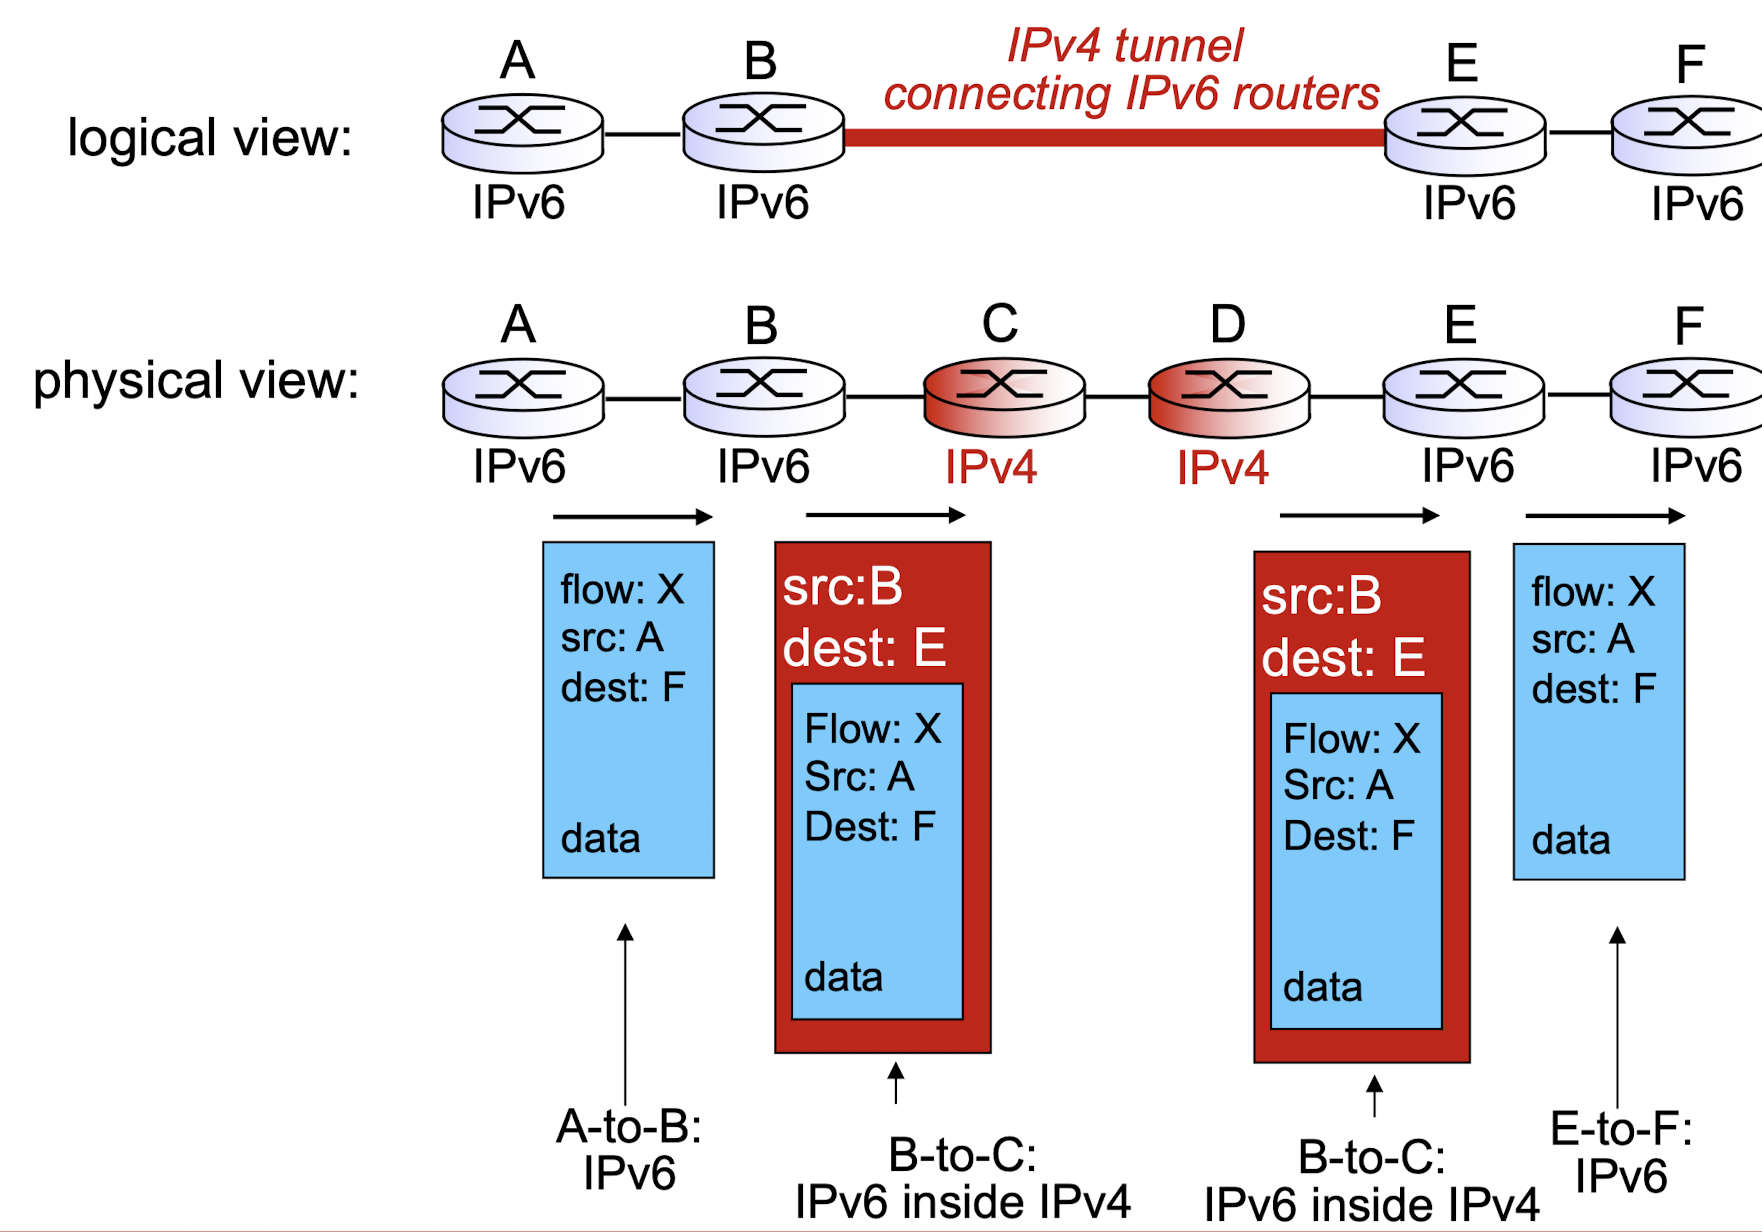 IPv4 tunnel
connecting IPv6 routers
A
B
E
F
logical view:
IPv6
IPv6
IPv6
IPv6
A
B
C
D
E
F
physical view:
IPv6
IPv6
IPv4
IPv4
IPv6
IPv6
flow: X
src: A
dest: F
data
src:B
dest: E
Flow: X
Src: A
Dest: F
data
src:B
dest: E
Flow: X
Src: A
Dest: F
data
flow: X
src: A
dest: F
data
A-to-B:
IPv6
B-to-C:
IPv6 inside IPv4
B-to-C:
IPv6 inside IPv4
E-to-F:
IPv6